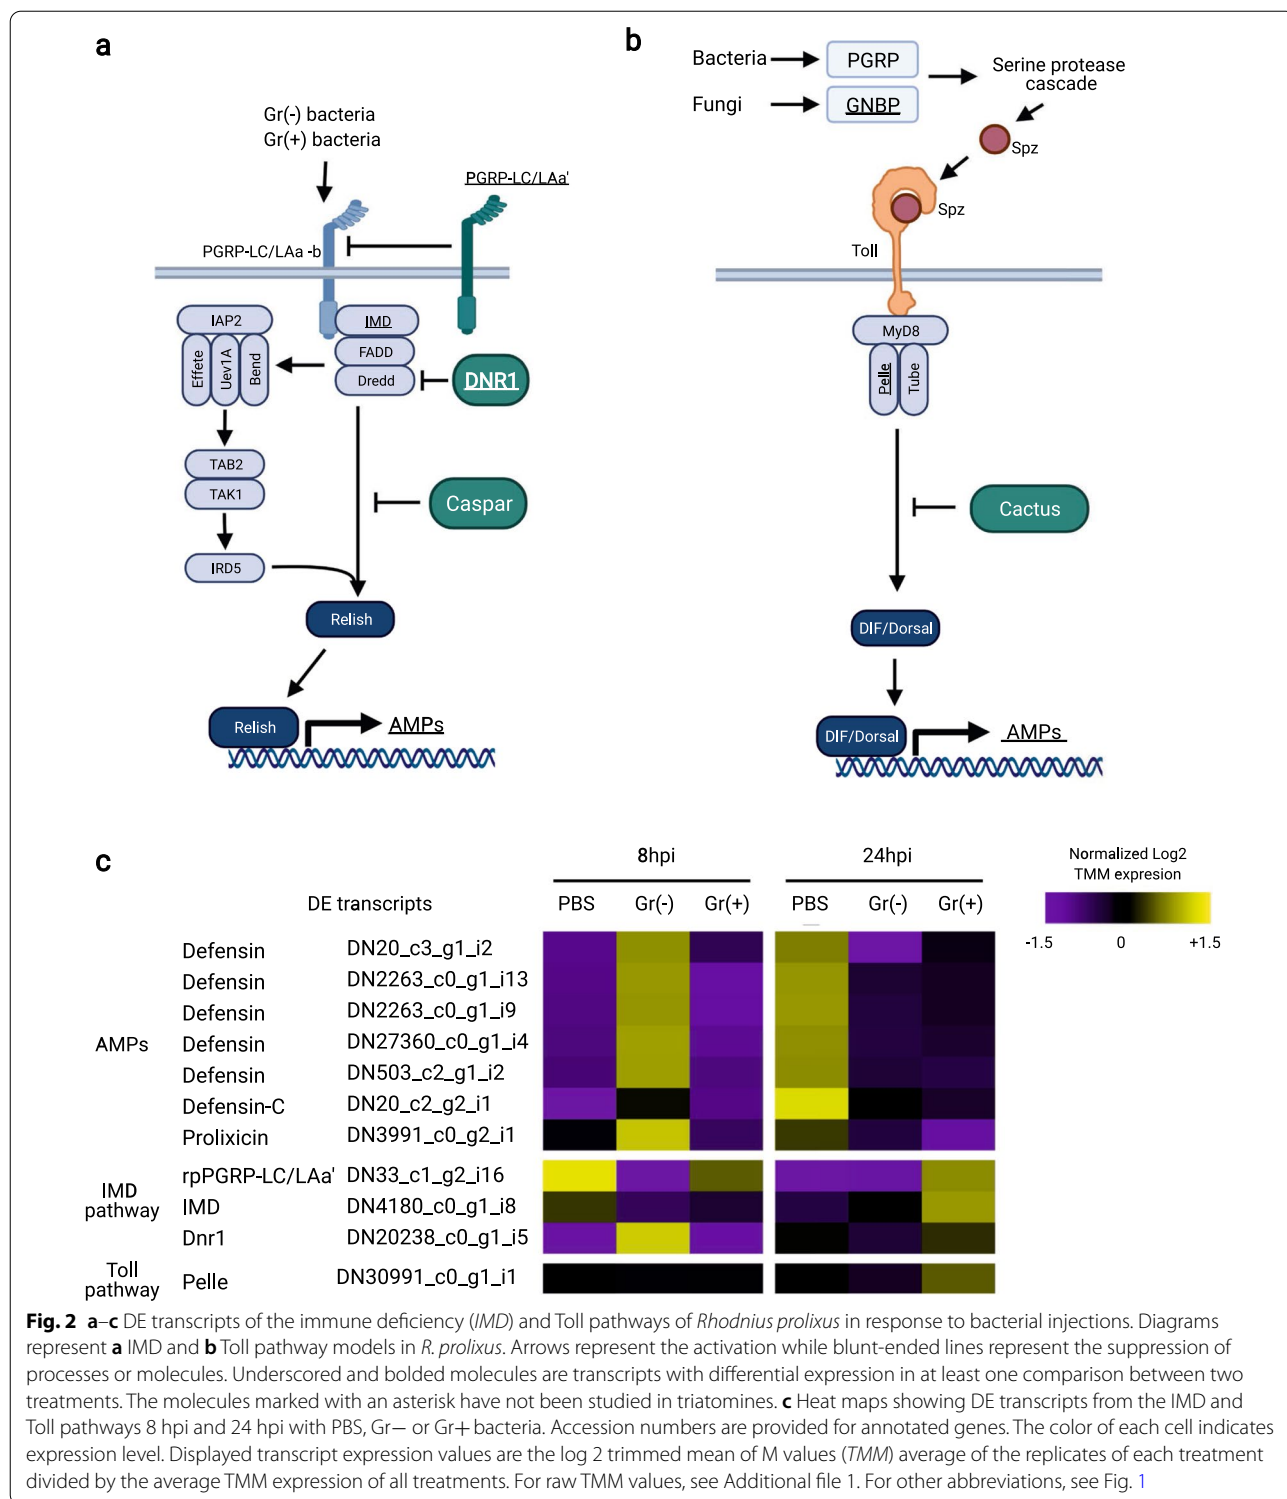 a
Gr(-) bacteria
Gr(+) bacteria
PGRP-LC/LAa'
PGRP-LC/LAa -b
IAP2
Effete
Uev1A
Bend
IMD
FADD
Dredd
DNR1
TAB2
TAK1
Caspar
IRD5
Relish
Relish
AMPs
b
Bacteria
PGRP
Fungi
GNBP
Serine protease
cascade
Spz
Spz
Toll
MyD8
Pelle
Tube
Cactus
DIF/Dorsal
DIF/Dorsal
AMPs
c
8hpi
24hpi
Normalized Log2
TMM expresion
DE transcripts
PBS
Gr(-)
Gr(+)
PBS
Gr(-)
Gr(+)
-1.5
0
+1.5
AMPs
Defensin DN20_c3_g1_i2
Defensin DN2263_c0_g1_i13
Defensin DN2263_c0_g1_i9
Defensin DN27360_c0_g1_i4
Defensin DN503_c2_g1_i2
Defensin-C DN20_c2_g2_i1
Prolixicin DN3991_c0_g2_i1
IMD
pathway
rpPGRP-LC/LAa' DN33_c1_g2_i16
IMD DN4180_c0_g1_i8
Dnr1 DN20238_c0_g1_i5
Toll
pathway
Pelle DN30991_c0_g1_i1
Fig. 2 a–c DE transcripts of the immune deficiency (IMD) and Toll pathways of Rhodnius prolixus in response to bacterial injections. Diagrams
represent a IMD and b Toll pathway models in R. prolixus. Arrows represent the activation while blunt-ended lines represent the suppression of
processes or molecules. Underscored and bolded molecules are transcripts with differential expression in at least one comparison between two
treatments. The molecules marked with an asterisk have not been studied in triatomines. c Heat maps showing DE transcripts from the IMD and
Toll pathways 8 hpi and 24 hpi with PBS, Gr− or Gr+ bacteria. Accession numbers are provided for annotated genes. The color of each cell indicates
expression level. Displayed transcript expression values are the log 2 trimmed mean of M values (TMM) average of the replicates of each treatment
divided by the average TMM expression of all treatments. For raw TMM values, see Additional file 1. For other abbreviations, see Fig. 1